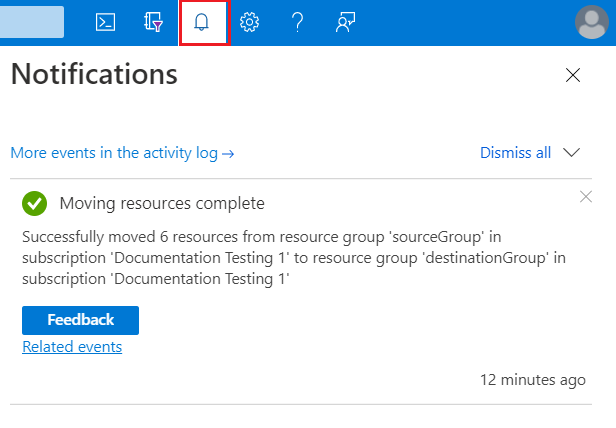 Notifications
More events in the activity log →
Dismiss all
Moving resources complete
Successfully moved 6 resources from resource group 'sourceGroup' in
subscription 'Documentation Testing 1' to resource group 'destinationGroup' in
subscription 'Documentation Testing 1'
Feedback
Related events
12 minutes ago